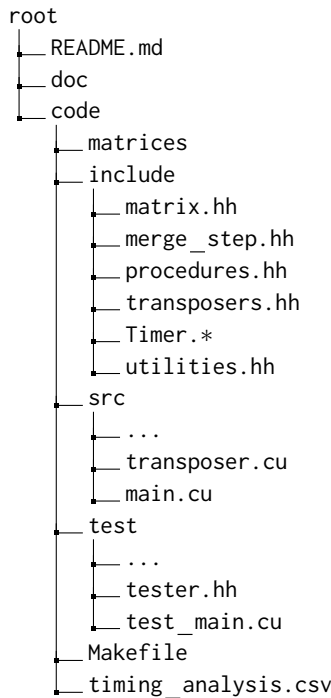 root
README.md
doc
code
matrices
include
matrix.hh
merge_step.hh
procedures.hh
transposers.hh
Timer.*
utilities.hh
src
...
transposer.cu
main.cu
test
...
tester.hh
test_main.cu
Makefile
timing_analysis.csv